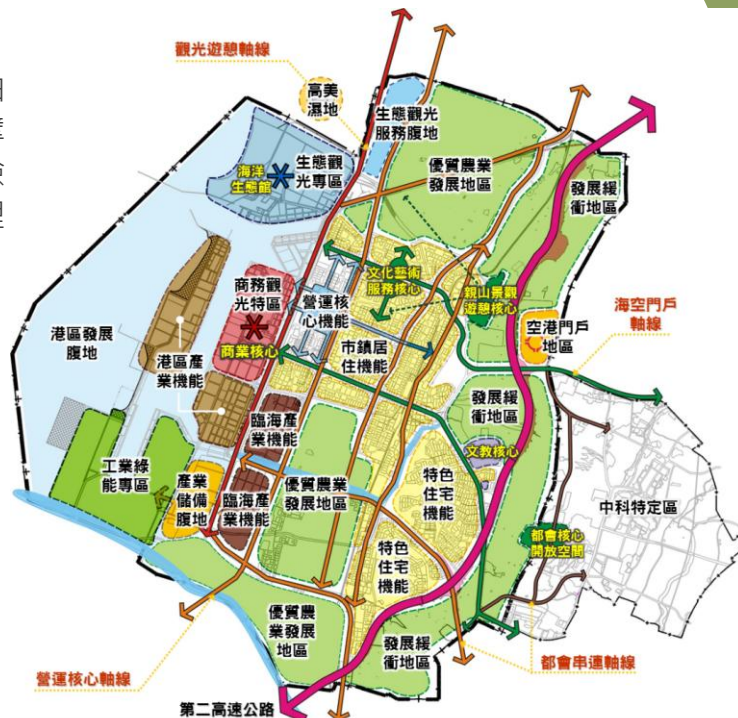 觀光遊憩軸線
高美
濕地
生態觀光
服務腹地
優質農業
發展地區
發展緩
衝地區
生態觀
光專區
海洋
生態館
商務觀
光特區
商業核心
營運核
心機能
文化藝術
服務核心
親山景觀
遊憩核心
海空門戶
軸線
空港門戶
地區
港區發展
腹地
港區產
業機能
市鎮居
住機能
發展緩
衝地區
臨海產
業機能
工業綠
能專區
產業
儲備
腹地
臨海產
業機能
優質農業
發展地區
特色
住宅
機能
文教核心
中科特定區
都會核心
開放空間
特色
住宅
機能
優質農
業發展
地區
發展緩
衝地區
營運核心軸線
都會串連軸線
第二高速公路